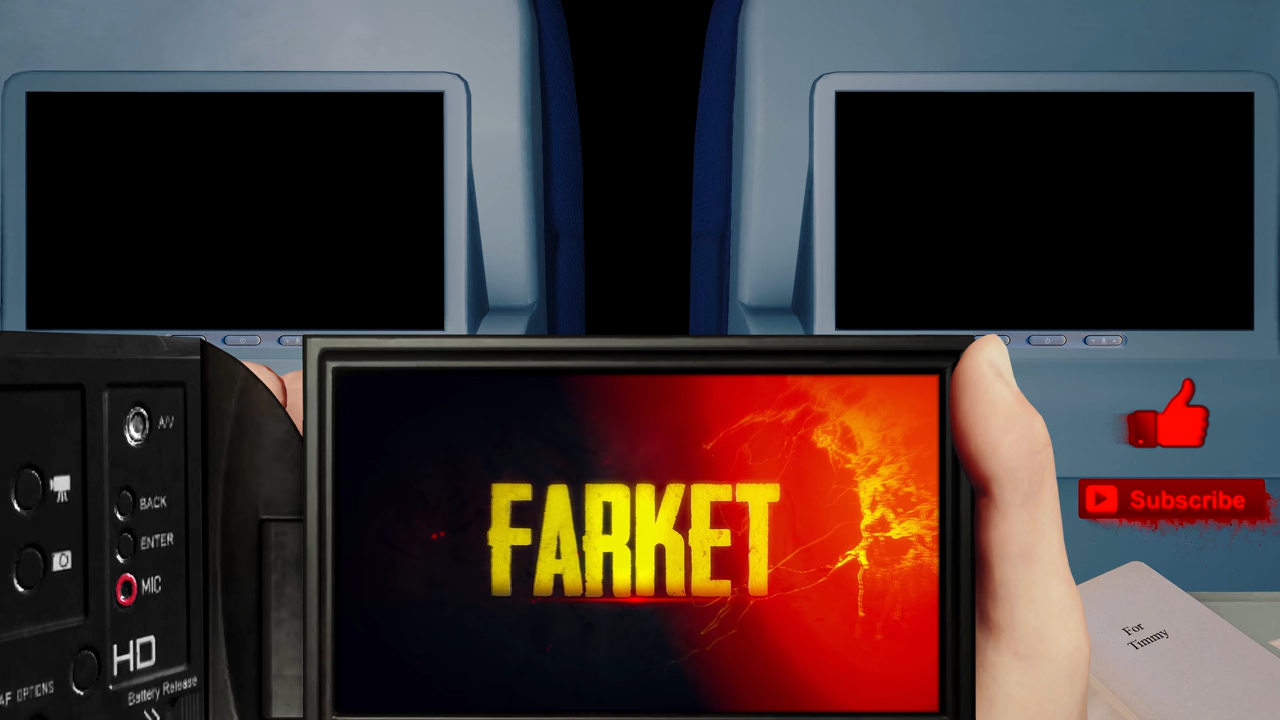 FARKET
A/V
BACK
ENTER
MIC
HD
AF OPTIONS
Battery Release
Subscribe
For
Timmy